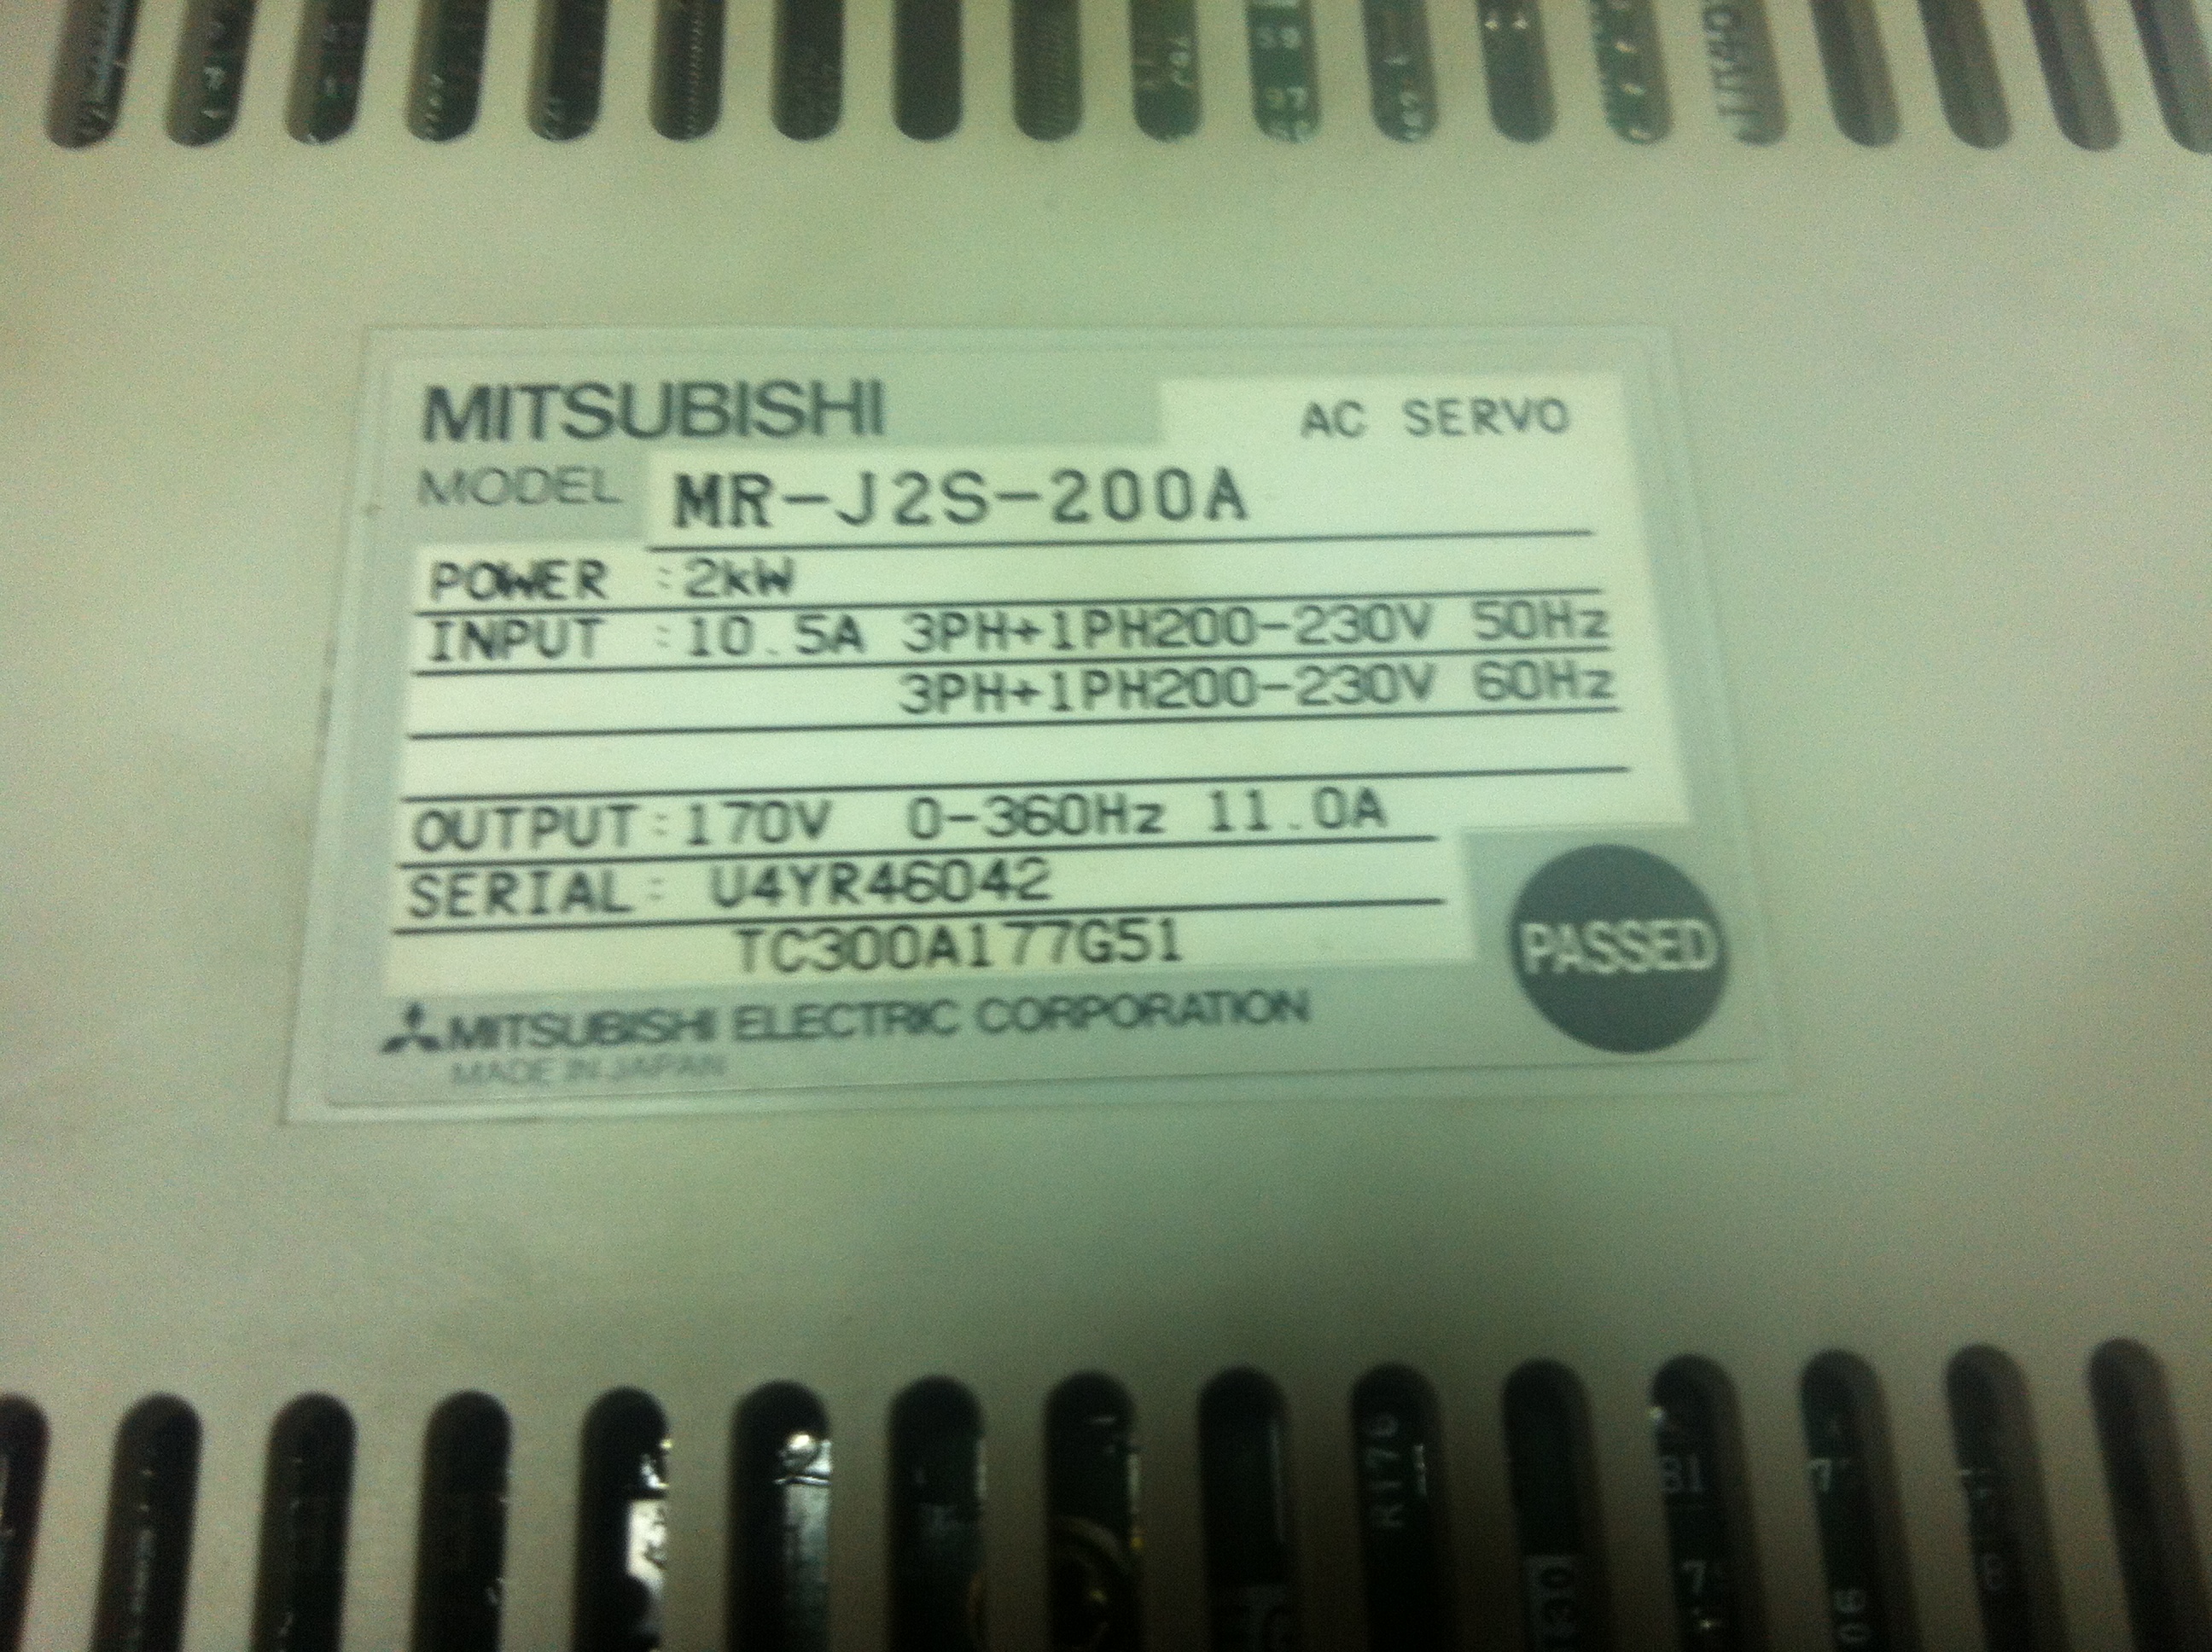 MITSUBISHI AC SERVO
MODEL MR-J2S-200A
POWER :2kW
INPUT :10.5A 3PH+1PH200-230V 50Hz
3PH+1PH200-230V 60Hz
OUTPUT:170V 0-360Hz 11.0A
SERIAL: U4YR46042
TC300A177G51
PASSED
MITSUBISHI ELECTRIC CORPORATION
MADE IN JAPAN
R176